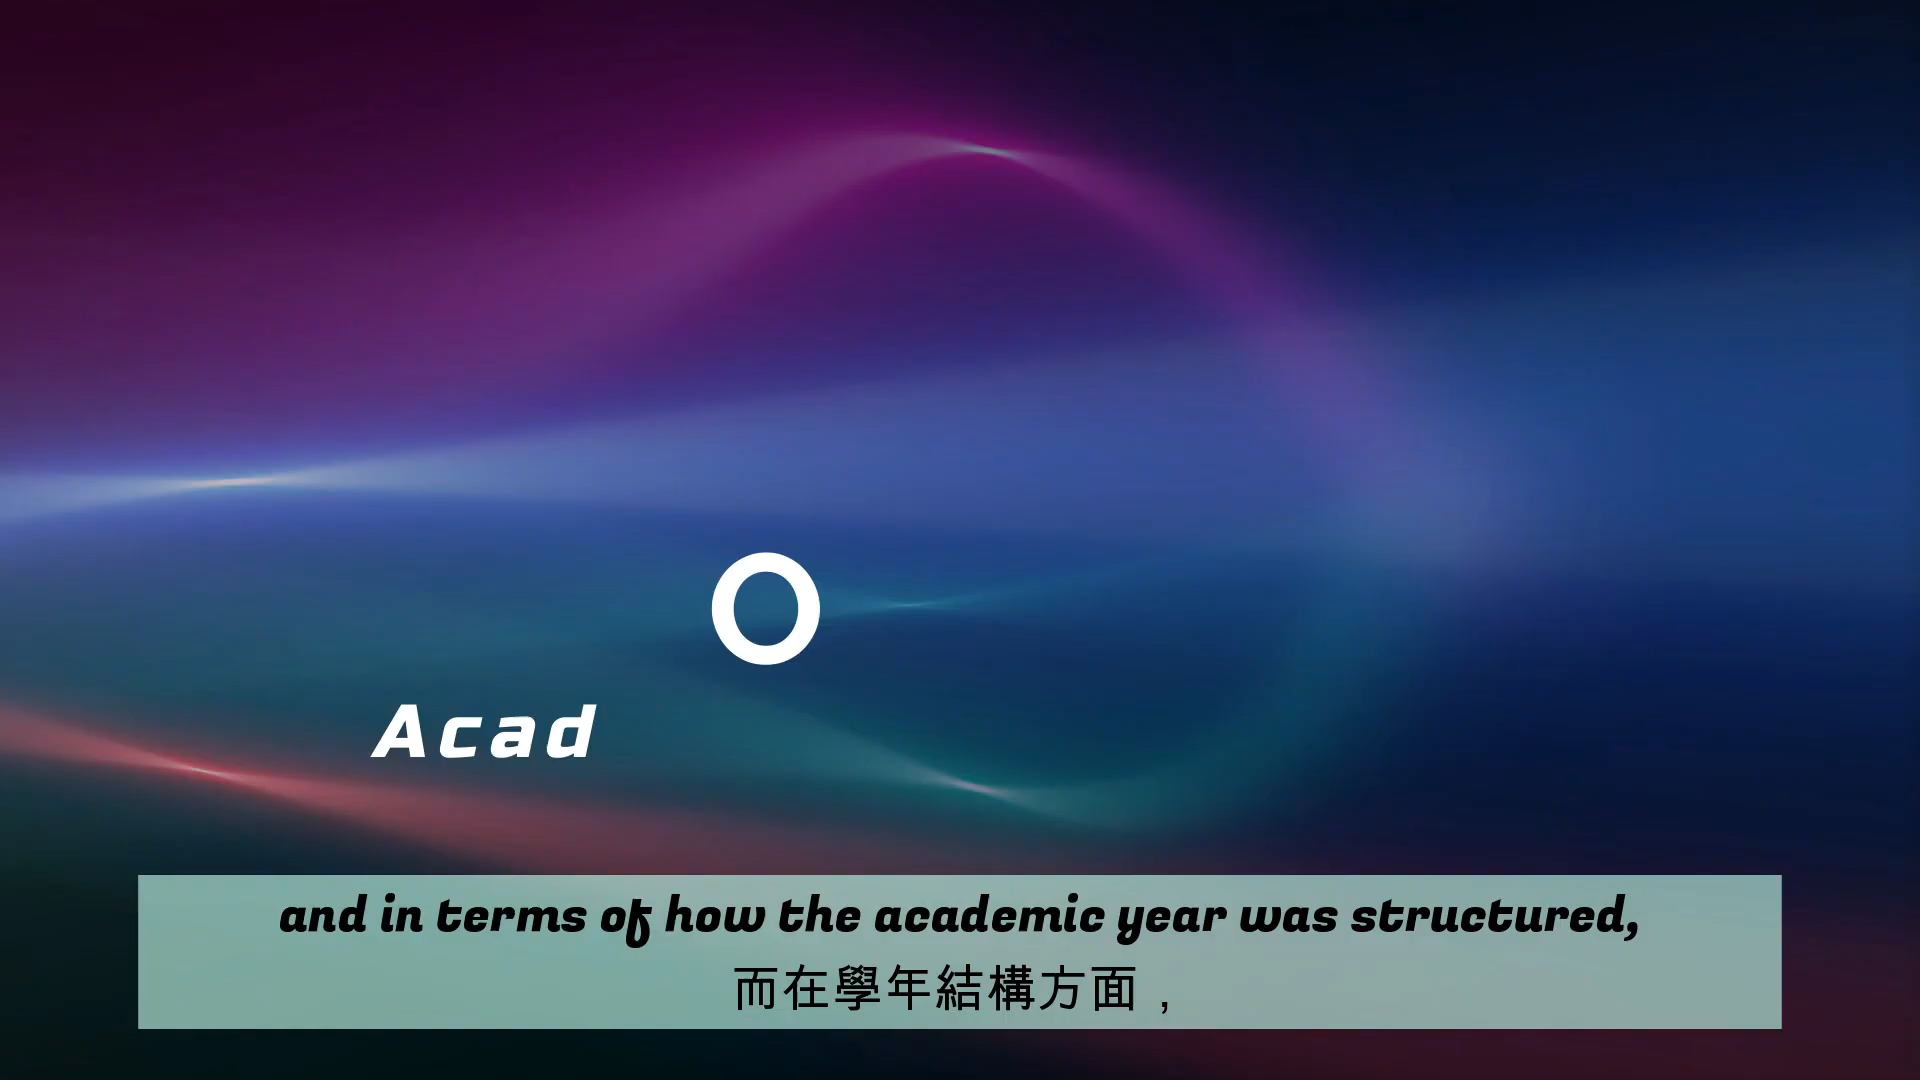 O
Acad
and in terms of how the academic year was structured,
而在學年結構方面，